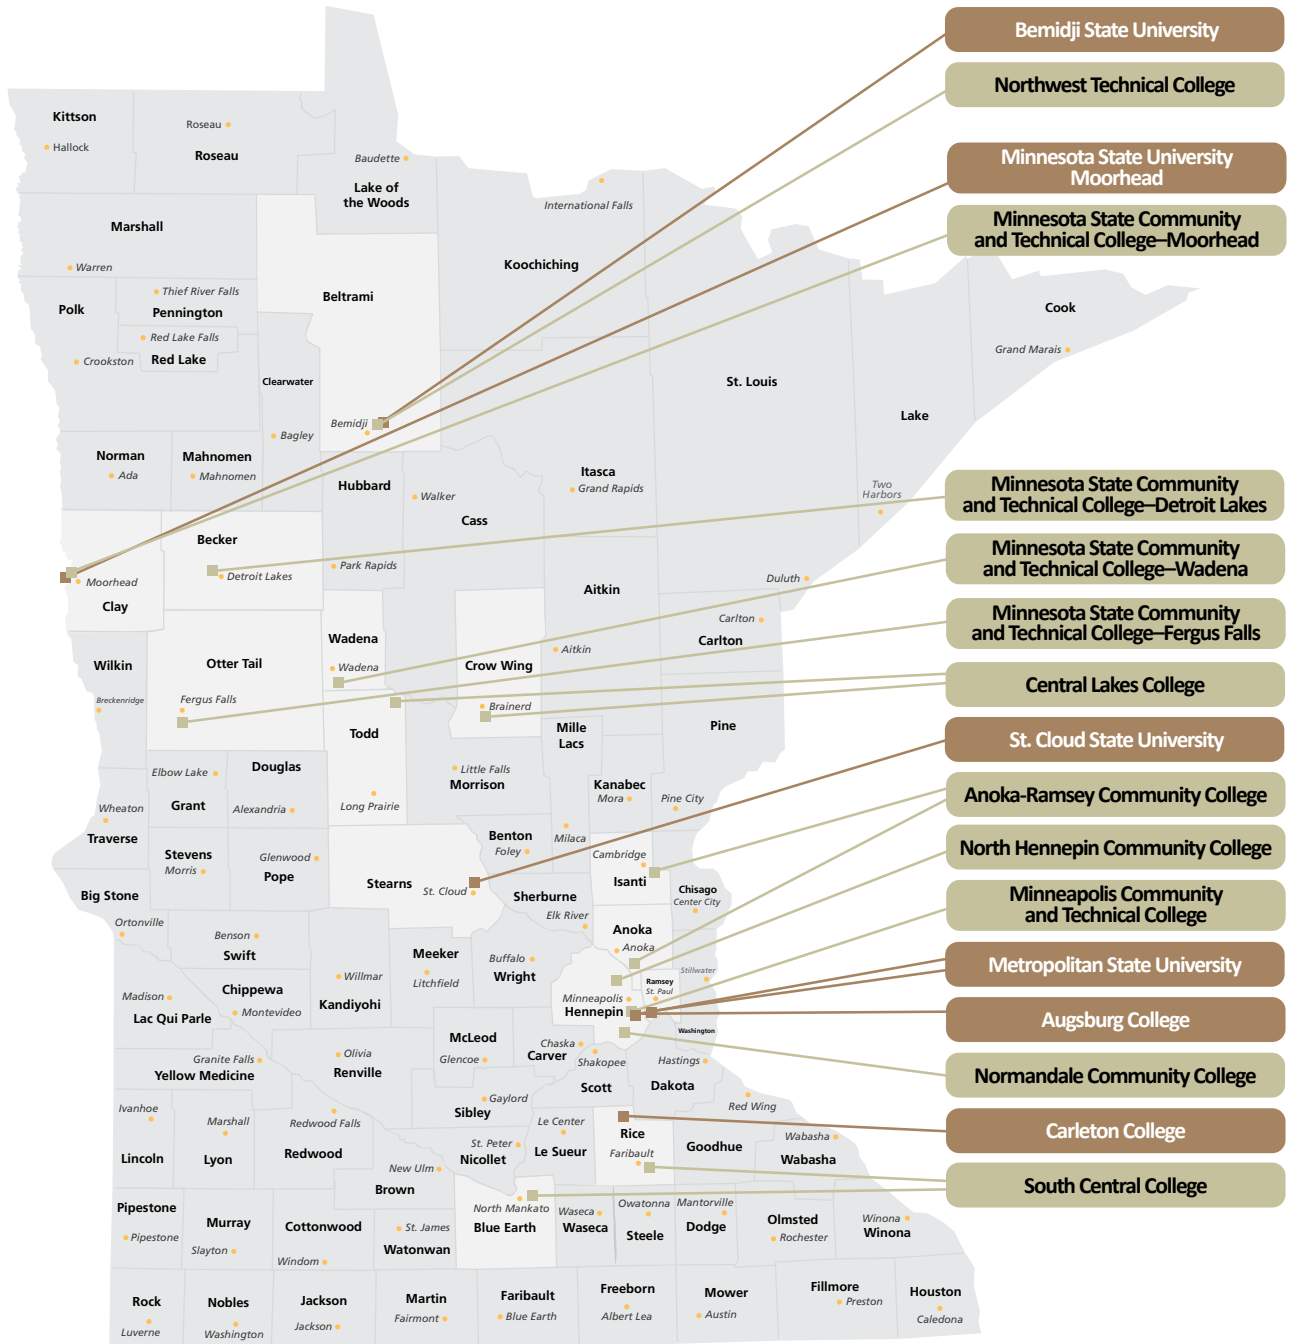 Bemidji State University
Northwest Technical College
Minnesota State University
Moorhead
Minnesota State Community
and Technical College–Moorhead
Minnesota State Community
and Technical College–Detroit Lakes
Minnesota State Community
and Technical College–Wadena
Minnesota State Community
and Technical College–Fergus Falls
Central Lakes College
St. Cloud State University
Anoka-Ramsey Community College
North Hennepin Community College
Minneapolis Community
and Technical College
Metropolitan State University
Augsburg College
Normandale Community College
Carleton College
South Central College
Kittson
Hallock
Roseau
Roseau
Baudette
Lake of
the Woods
International Falls
Koochiching
Marshall
Warren
Beltrami
Bemidji
Polk
Crookston
Thief River Falls
Pennington
Red Lake Falls
Red Lake
Clearwater
Bagley
St. Louis
Duluth
Lake
Two
Harbors
Cook
Grand Marais
Norman
Ada
Mahnomen
Mahnomen
Hubbard
Park Rapids
Walker
Cass
Itasca
Grand Rapids
Becker
Detroit Lakes
Moorhead
Clay
Aitkin
Aitkin
Carlton
Carlton
Wilkin
Breckenridge
Otter Tail
Fergus Falls
Wadena
Wadena
Crow Wing
Brainerd
Todd
Long Prairie
Mille
Lacs
Milaca
Pine
Pine City
Kanabec
Mora
Little Falls
Morrison
Elbow Lake
Grant
Douglas
Alexandria
Wheaton
Traverse
Stevens
Morris
Glenwood
Pope
Big Stone
Ortonville
Stearns
St. Cloud
Benton
Foley
Sherburne
Elk River
Cambridge
Isanti
Chisago
Center City
Anoka
Anoka
Benson
Swift
Willmar
Kandiyohi
Meeker
Litchfield
Buffalo
Wright
Minneapolis
Hennepin
Ramsey
St. Paul
Stillwater
Washington
Madison
Lac Qui Parle
Chippewa
Montevideo
McLeod
Glencoe
Chaska
Carver
Shakopee
Scott
Hastings
Dakota
Granite Falls
Yellow Medicine
Olivia
Renville
Gaylord
Sibley
Red Wing
Goodhue
Ivanhoe
Lincoln
Marshall
Lyon
Redwood Falls
Redwood
St. Peter
Nicollet
Le Center
Le Sueur
Rice
Faribault
Wabasha
Wabasha
New Ulm
Brown
Pipestone
Pipestone
Murray
Slayton
Cottonwood
Windom
St. James
Watonwan
North Mankato
Blue Earth
Waseca
Waseca
Owatonna
Steele
Mantorville
Dodge
Olmsted
Rochester
Winona
Winona
Rock
Luverne
Nobles
Washington
Jackson
Jackson
Martin
Fairmont
Faribault
Blue Earth
Freeborn
Albert Lea
Mower
Austin
Fillmore
Preston
Houston
Caledona